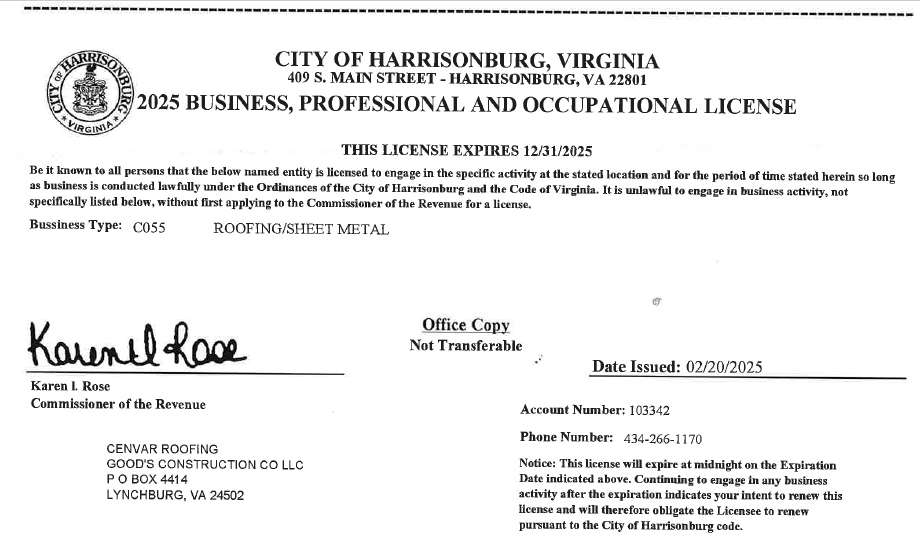 CITY OF HARRISONBURG, VIRGINIA
409 S. MAIN STREET - HARRISONBURG, VA 22801
2025 BUSINESS, PROFESSIONAL AND OCCUPATIONAL LICENSE
CITY OF HARRISONBURG
VIRGINIA
THIS LICENSE EXPIRES 12/31/2025
Be it known to all persons that the below named entity is licensed to engage in the specific activity at the stated location and for the period of time stated herein so long
as business is conducted lawfully under the Ordinances of the City of Harrisonburg and the Code of Virginia. It is unlawful to engage in business activity, not
specifically listed below, without first applying to the Commissioner of the Revenue for a license.
Bussiness Type: C055 ROOFING/SHEET METAL
Office Copy
Not Transferable
Karen I Rose
Date Issued: 02/20/2025
Karen I. Rose
Commissioner of the Revenue
Account Number: 103342
Phone Number: 434-266-1170
CENVAR ROOFING
GOOD'S CONSTRUCTION CO LLC
P O BOX 4414
LYNCHBURG, VA 24502
Notice: This license will expire at midnight on the Expiration
Date indicated above. Continuing to engage in any business
activity after the expiration indicates your intent to renew this
license and will therefore obligate the Licensee to renew
pursuant to the City of Harrisonburg code.